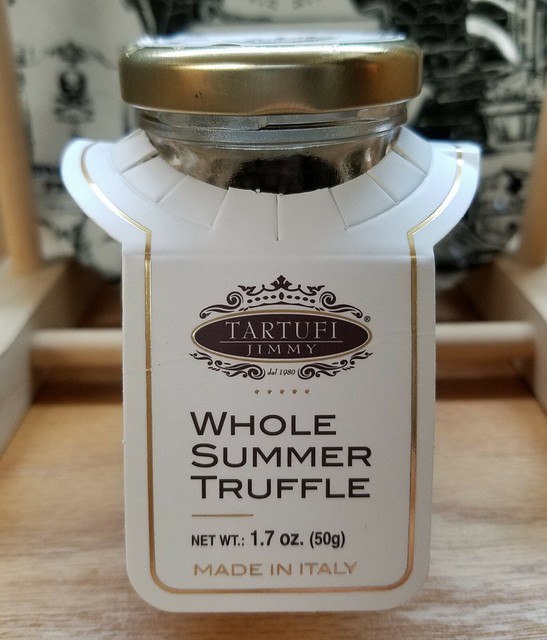 TARTUFI
®
JIMMY
dal 1980
WHOLE
SUMMER
TRUFFLE
NET WT.: 1.7 oz. (50g)
MADE IN ITALY